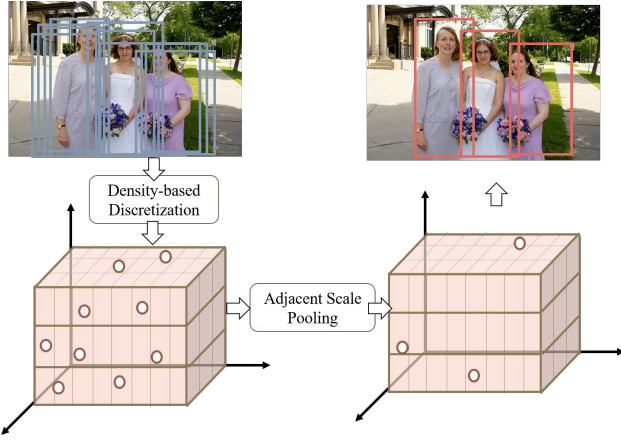 Density-based
Discretization
Adjacent Scale
Pooling